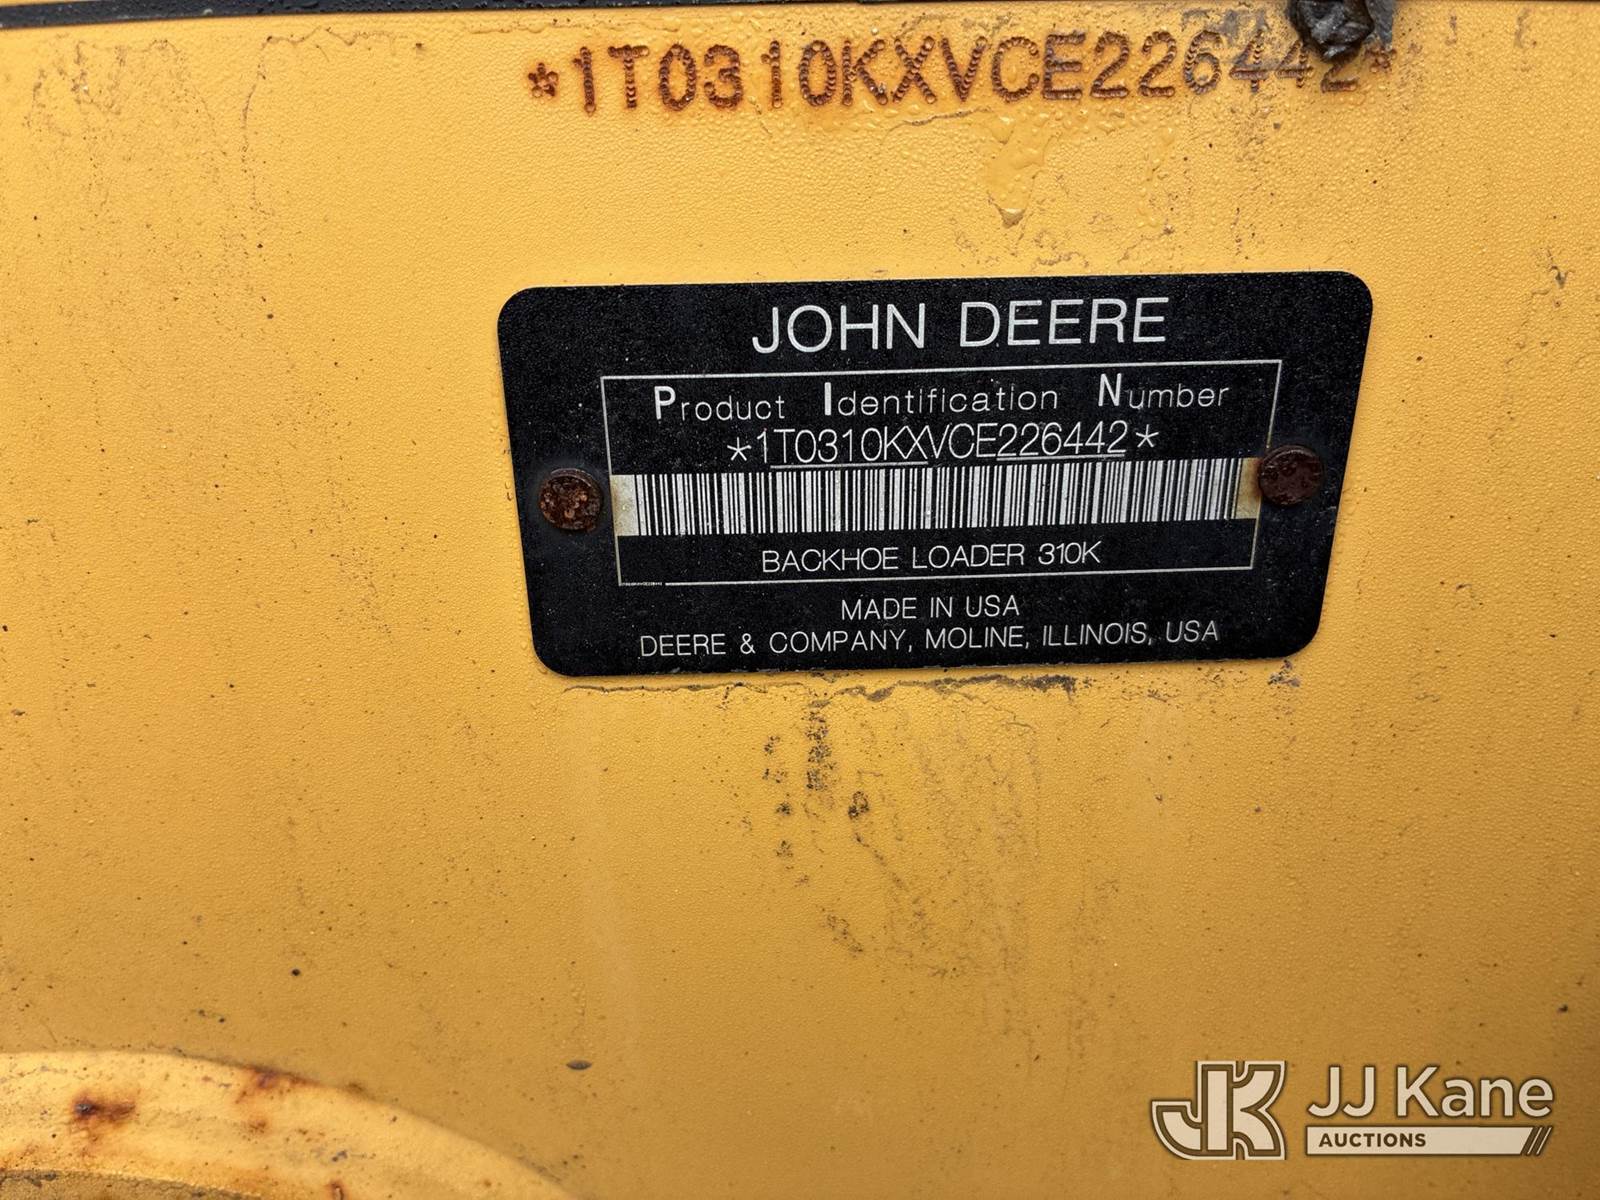 *1T0310KXVCE226442*
JOHN DEERE
Product Identification Number
*1T0310KXVCE226442*
BACKHOE LOADER 310K
MADE IN USA
DEERE & COMPANY, MOLINE, ILLINOIS, USA
JK JJ Kane
AUCTIONS